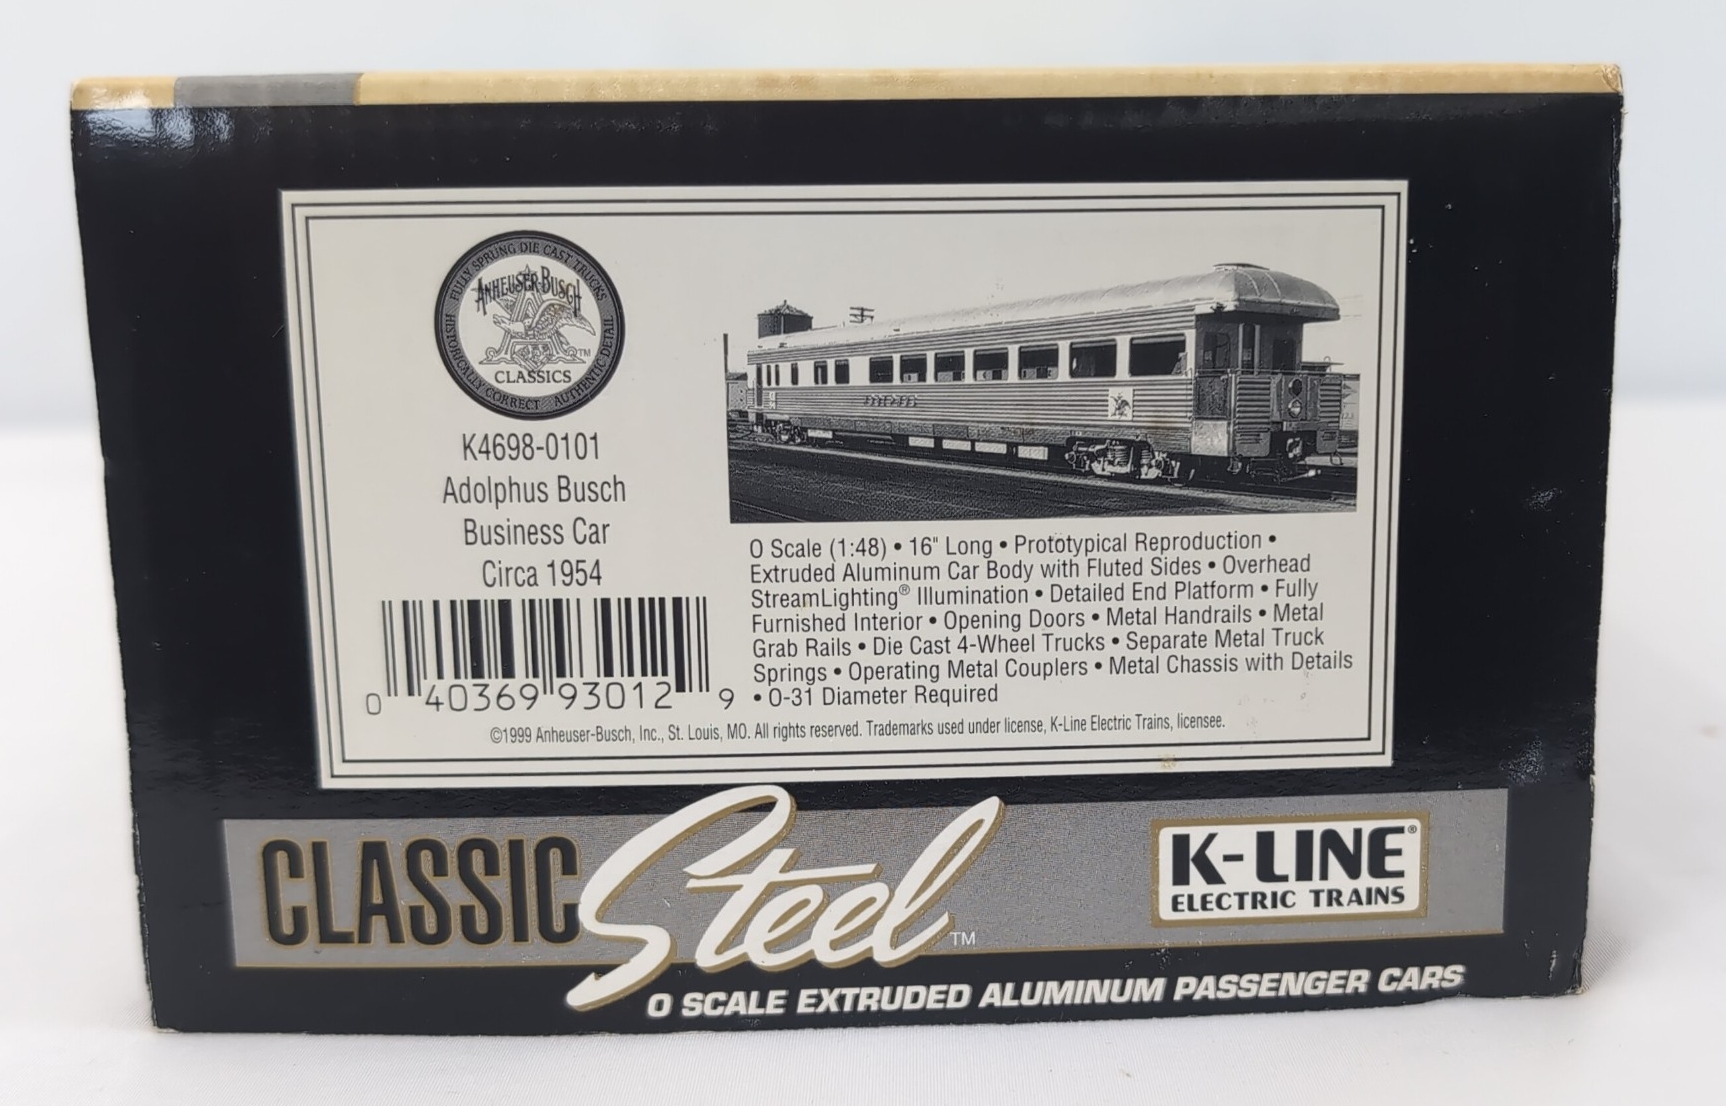 FULLY SPRUNG DIE CAST TRUCKS
HISTORICALLY CORRECT AUTHENTIC DETAIL
ANHEUSER-BUSCH
TM
CLASSICS
K4698-0101
Adolphus Busch
Business Car
Circa 1954
0 40369 93012 9
O Scale (1:48) • 16" Long • Prototypical Reproduction •
Extruded Aluminum Car Body with Fluted Sides • Overhead
StreamLighting® Illumination • Detailed End Platform • Fully
Furnished Interior • Opening Doors • Metal Handrails • Metal
Grab Rails • Die Cast 4-Wheel Trucks • Separate Metal Truck
Springs • Operating Metal Couplers • Metal Chassis with Details
• O-31 Diameter Required
©1999 Anheuser-Busch, Inc., St. Louis, MO. All rights reserved. Trademarks used under license, K-Line Electric Trains, licensee.
CLASSIC Steel™
K-LINE®
ELECTRIC TRAINS
O SCALE EXTRUDED ALUMINUM PASSENGER CARS